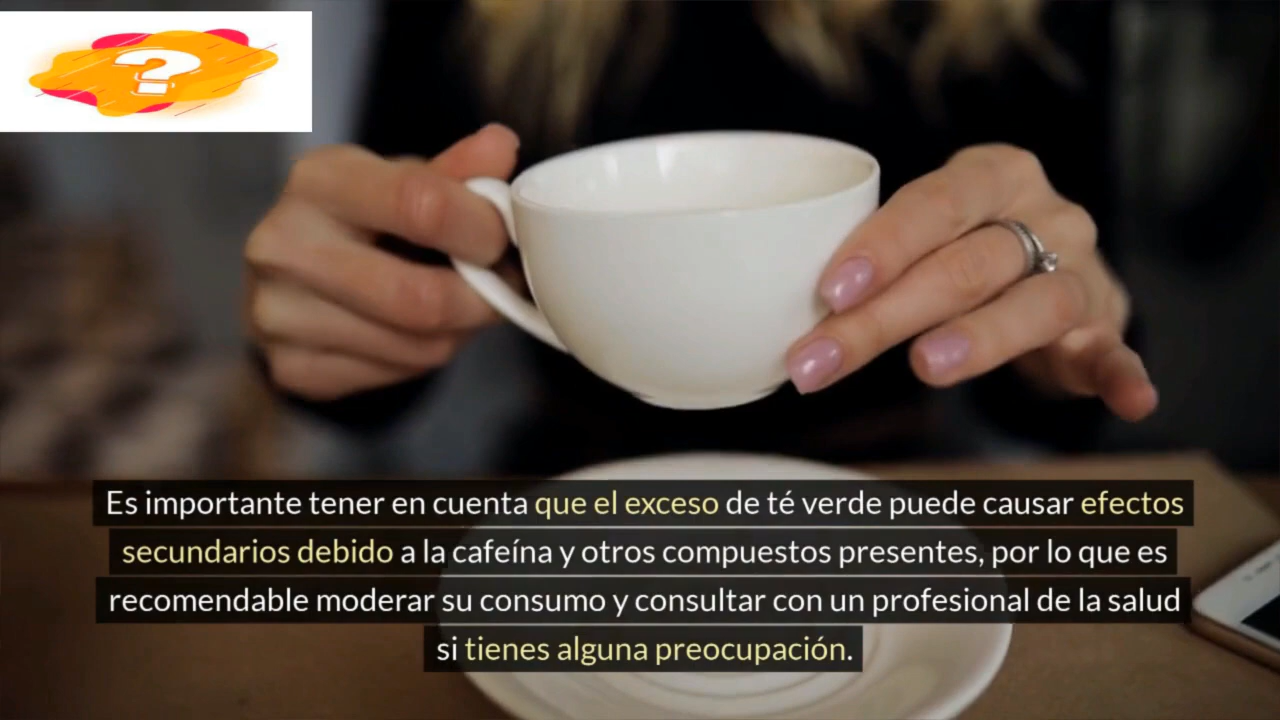 ?
Es importante tener en cuenta que el exceso de té verde puede causar efectos
secundarios debido a la cafeína y otros compuestos presentes, por lo que es
recomendable moderar su consumo y consultar con un profesional de la salud
si tienes alguna preocupación.